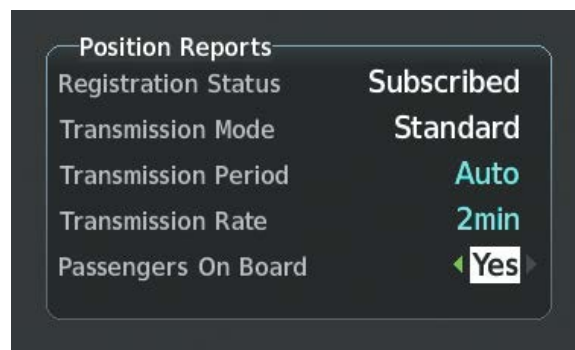 Position Reports
Registration Status Subscribed
Transmission Mode Standard
Transmission Period Auto
Transmission Rate 2min
Passengers On Board Yes